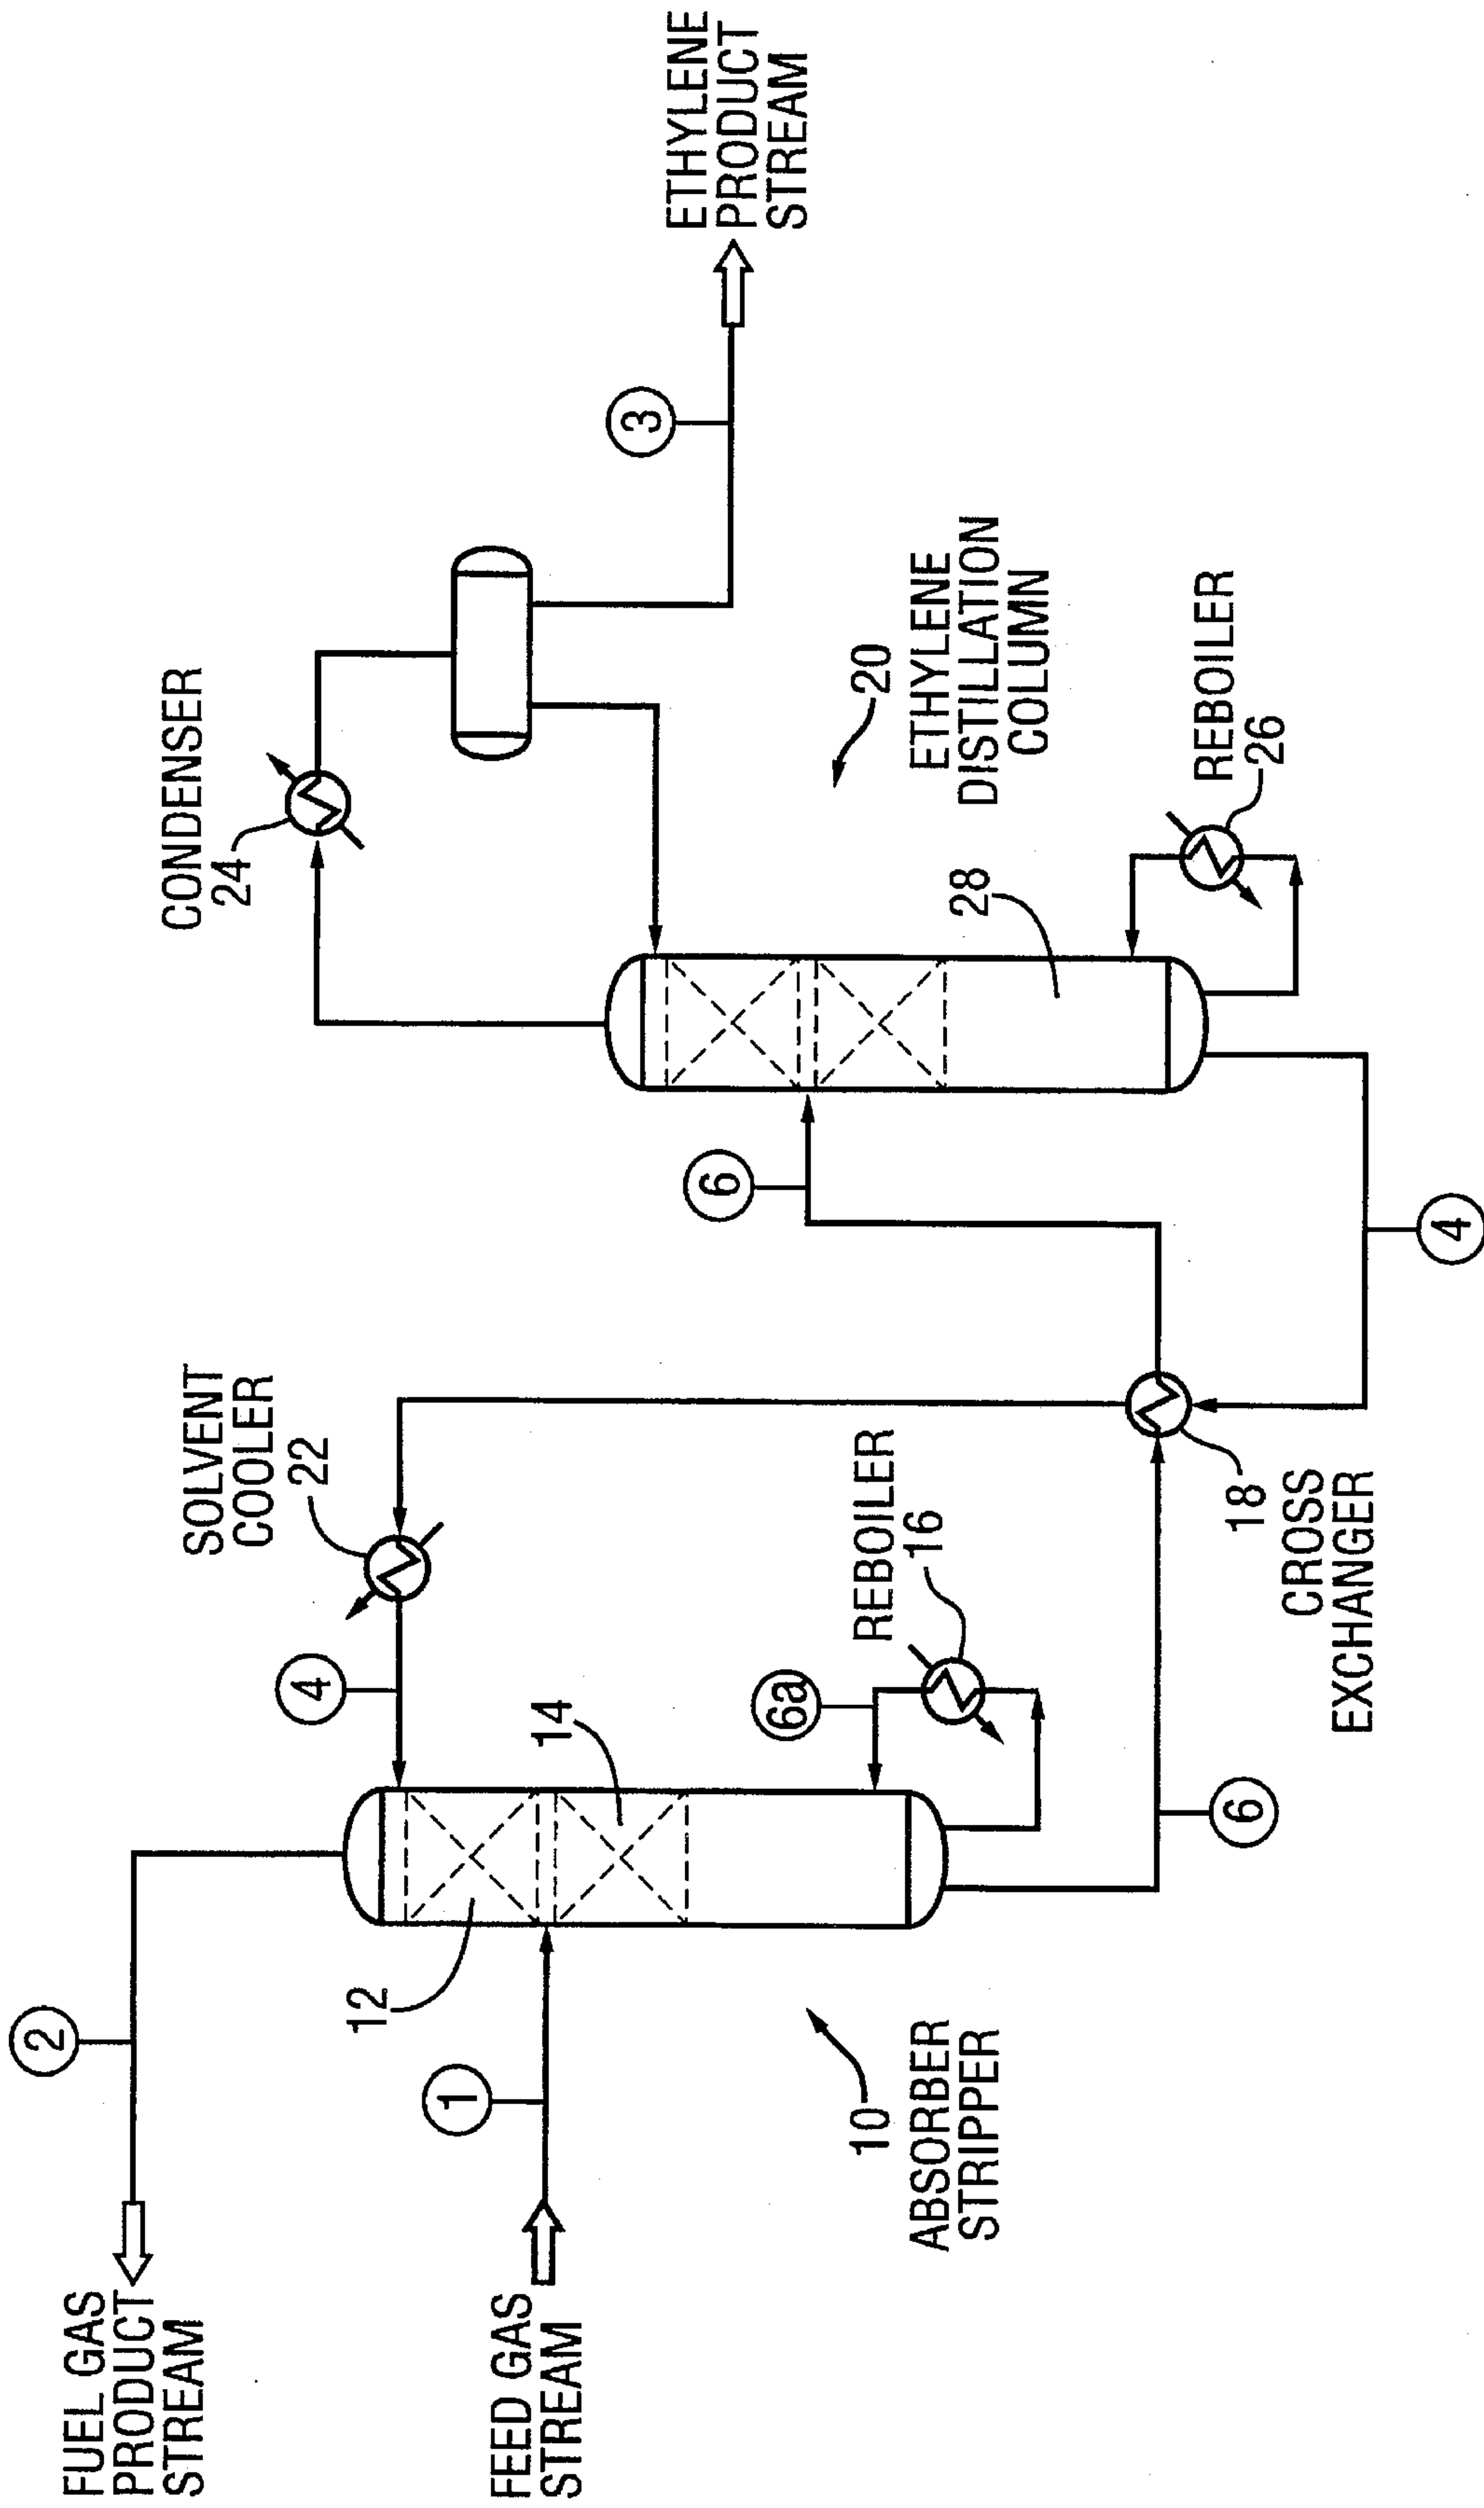 FUEL GAS
PRODUCT
STREAM
2
FEED GAS
STREAM
1
12
14
10
ABSORBER
STRIPPER
4
SOLVENT
COOLER
22
6a
REBOILER
16
6
18
CROSS
EXCHANGER
6
4
CONDENSER
24
28
20
ETHYLENE
DISTILLATION
COLUMN
REBOILER
26
3
ETHYLENE
PRODUCT
STREAM